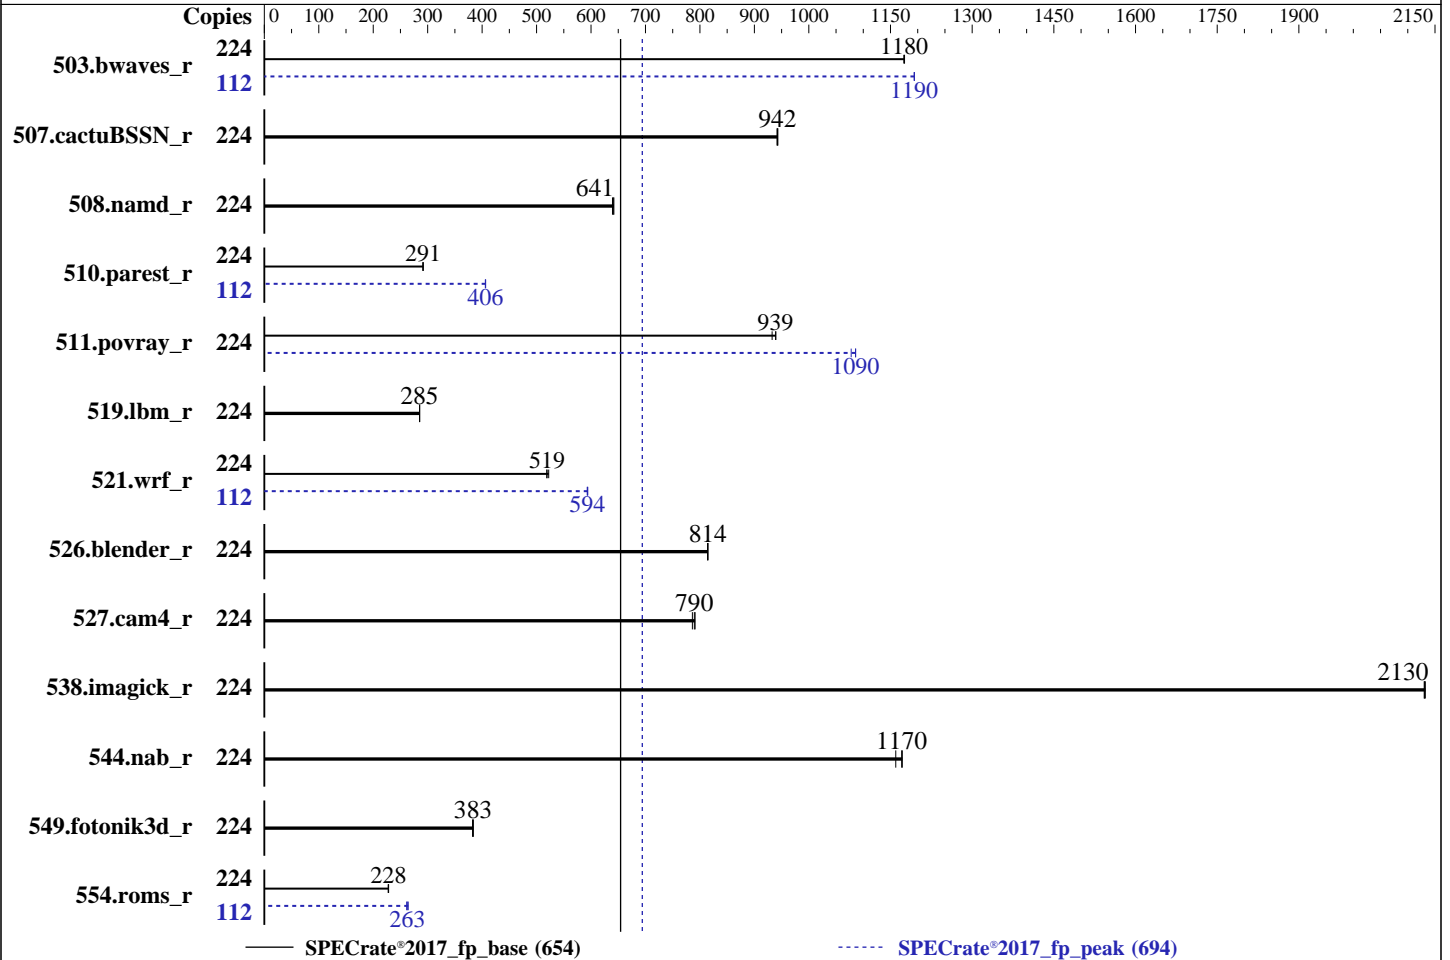 Copies 0 100 200 300 400 500 600 700 800 900 1000 1150 1300 1450 1600 1750 1900 2150
503.bwaves_r 224 1180
112 1190
507.cactuBSSN_r 224 942
508.namd_r 224 641
510.parest_r 224 291
112 406
511.povray_r 224 939
1090
519.lbm_r 224 285
521.wrf_r 224 519
112 594
526.blender_r 224 814
527.cam4_r 224 790
538.imagick_r 224 2130
544.nab_r 224 1170
549.fotonik3d_r 224 383
554.roms_r 224 228
112 263
SPECrate®2017_fp_base (654) SPECrate®2017_fp_peak (694)